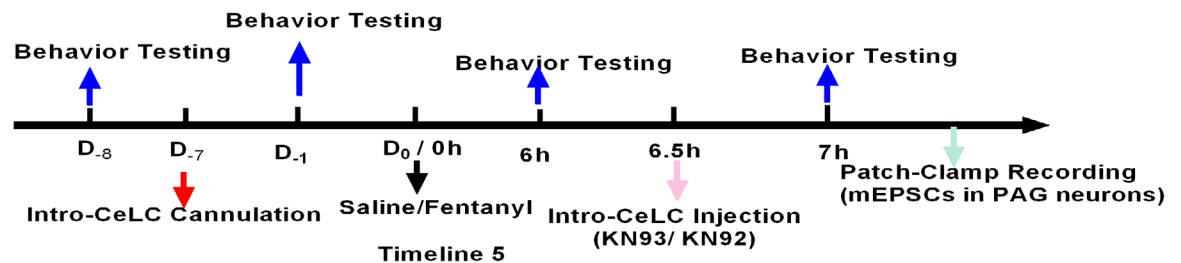 Behavior Testing
Behavior Testing
Behavior Testing
Behavior Testing
D-8
D-7
D-1
D0 / 0h
6h
6.5h
7h
Intro-CeLC Cannulation
Saline/Fentanyl
Intro-CeLC Injection
(KN93/ KN92)
Patch-Clamp Recording
(mEPSCs in PAG neurons)
Timeline 5